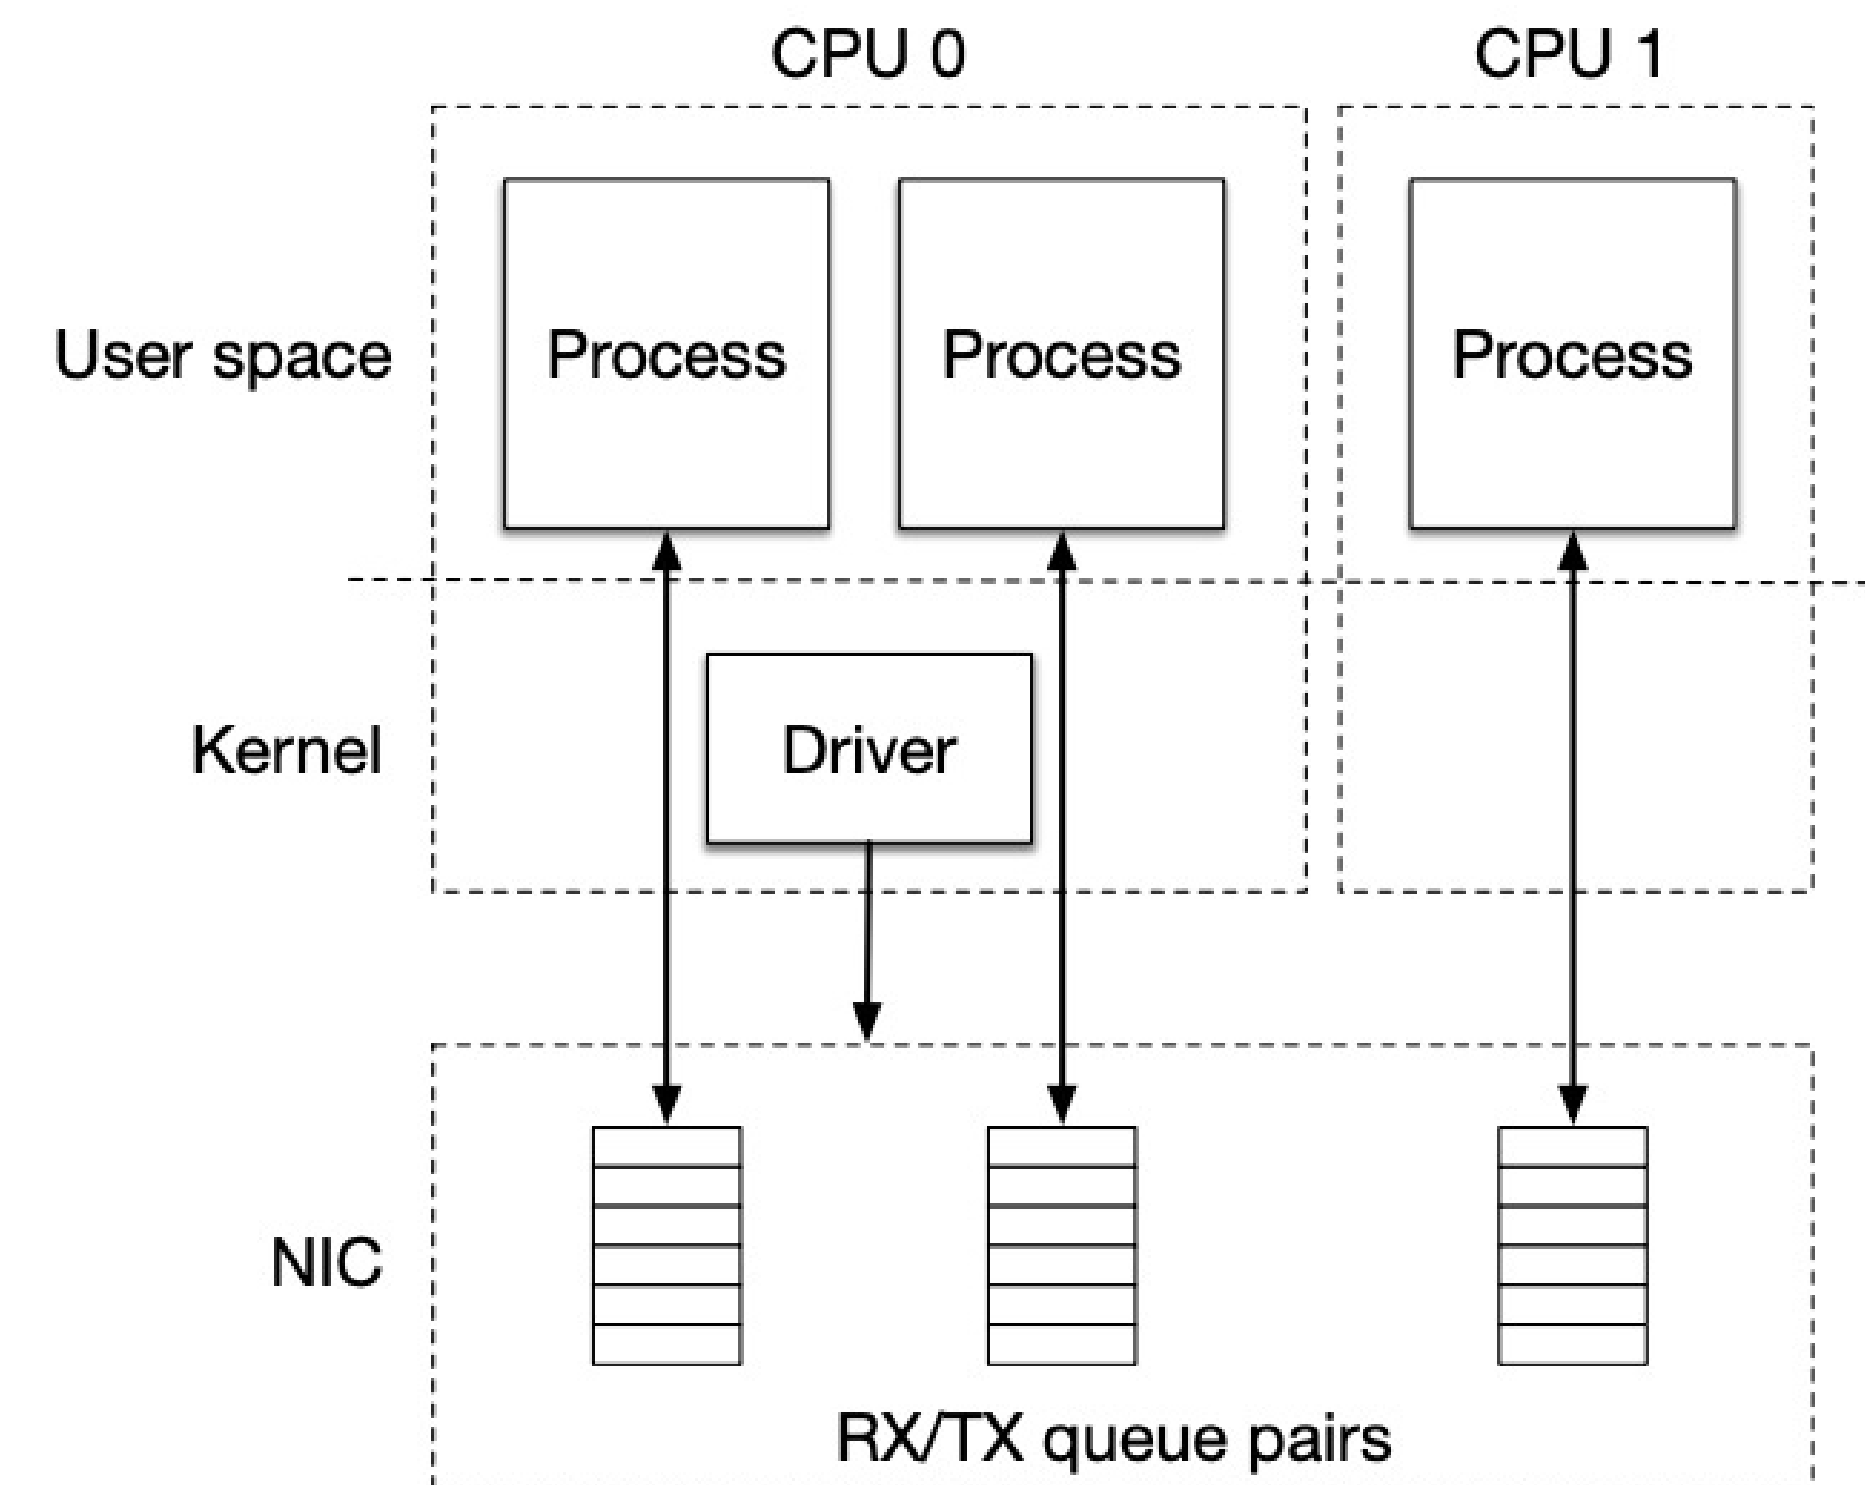 CPU 0
CPU 1
User space
Process
Process
Process
Kernel
Driver
NIC
RX/TX queue pairs